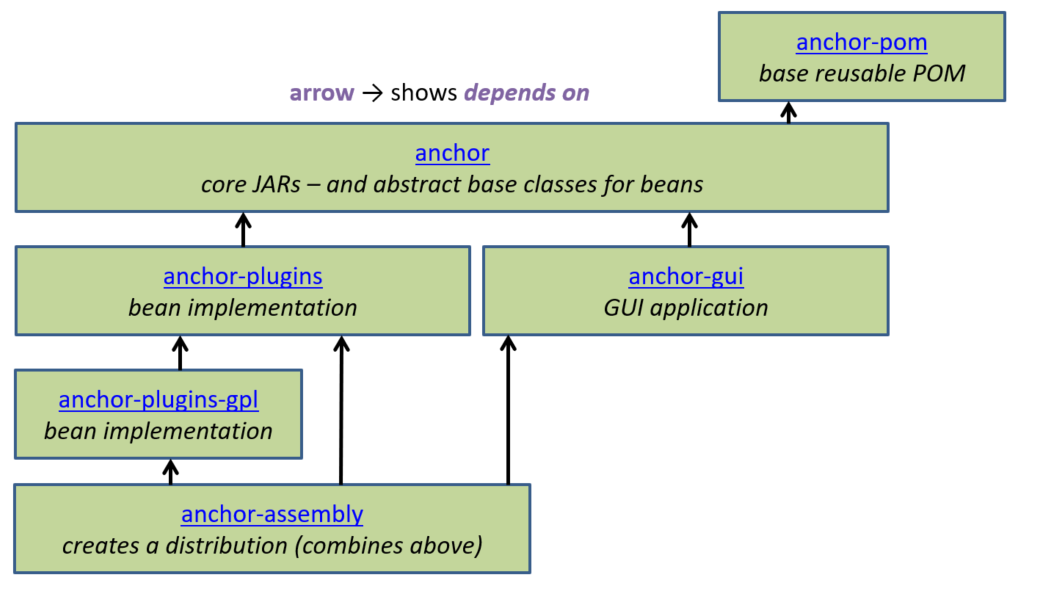 anchor-pom
base reusable POM
arrow → shows depends on
anchor
core JARs – and abstract base classes for beans
anchor-plugins
bean implementation
anchor-gui
GUI application
anchor-plugins-gpl
bean implementation
anchor-assembly
creates a distribution (combines above)